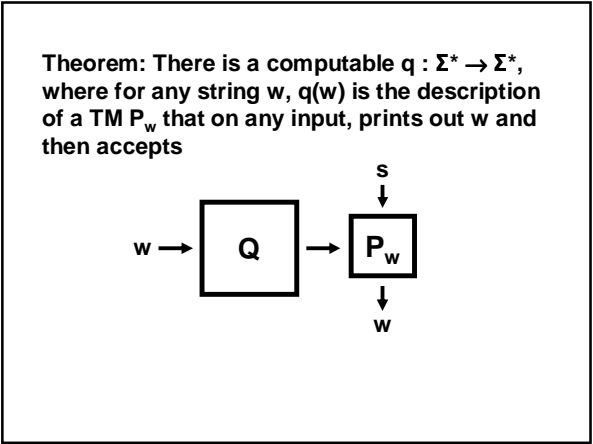 Theorem: There is a computable q : Σ* → Σ*,
where for any string w, q(w) is the description
of a TM P_w that on any input, prints out w and
then accepts
s
w → Q → P_w
w